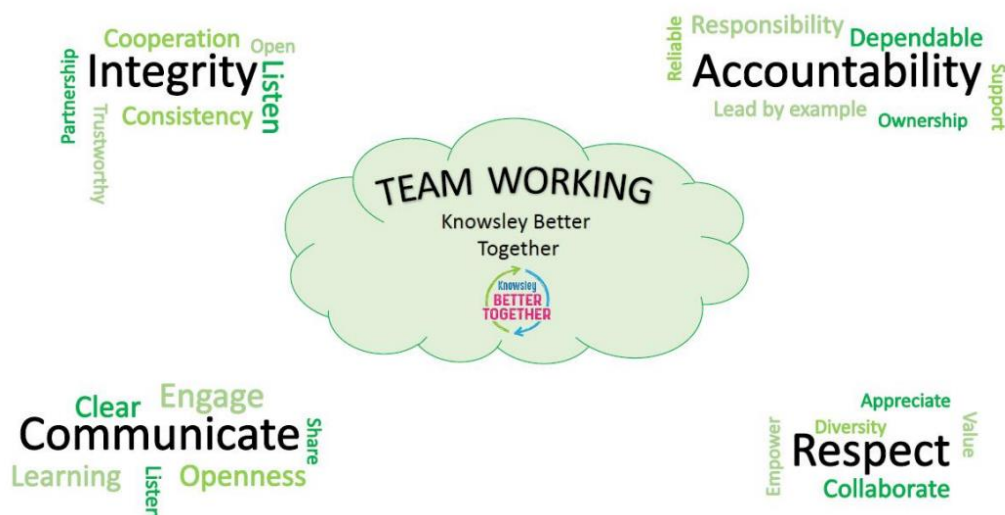 Cooperation
Open
Integrity
Listen
Partnership
Consistency
Trustworthy
Responsibility
Reliable
Dependable
Accountability
Support
Lead by example
Ownership
TEAM WORKING
Knowsley Better
Together
Knowsley
BETTER
TOGETHER
Engage
Clear
Communicate
Share
Learning
Listen
Openness
Appreciate
Value
Diversity
Empower
Respect
Collaborate